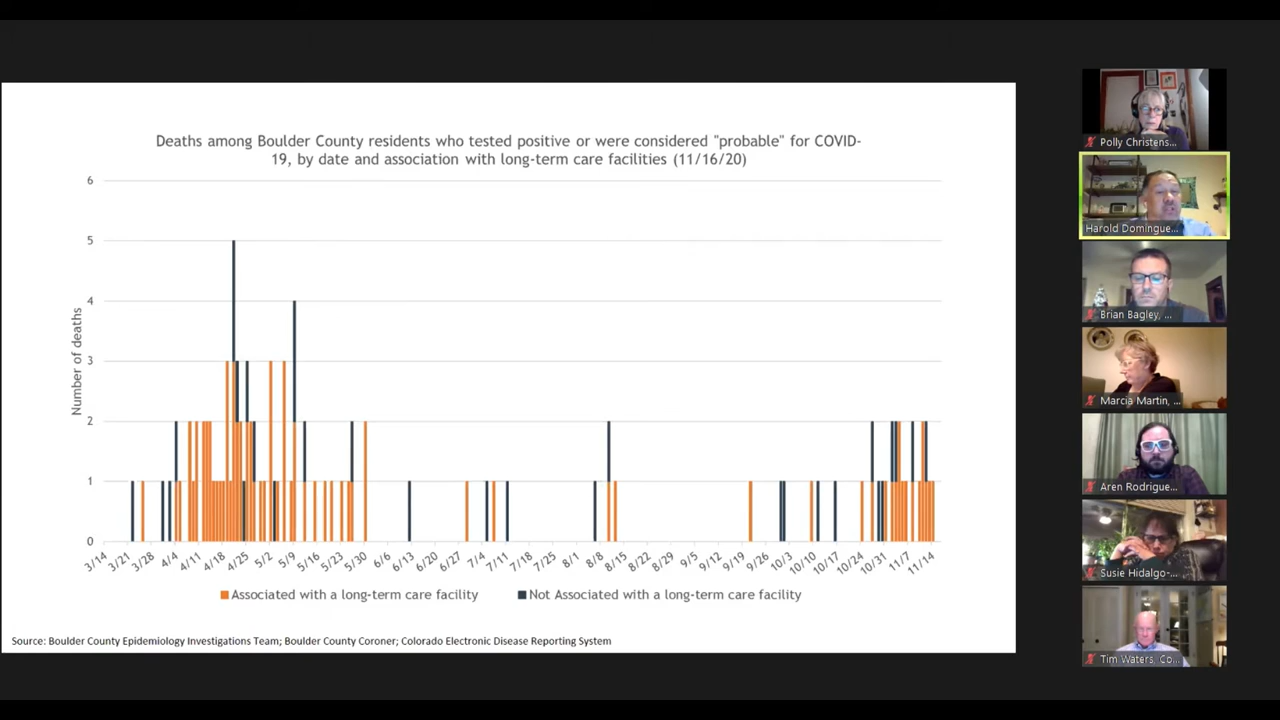 Deaths among Boulder County residents who tested positive or were considered "probable" for COVID-
19, by date and association with long-term care facilities (11/16/20)
Number of deaths
6
5
4
3
2
1
0
3/14 3/21 3/28 4/4 4/11 4/18 4/25 5/2 5/9 5/16 5/23 5/30 6/6 6/13 6/20 6/27 7/4 7/11 7/18 7/25 8/1 8/8 8/15 8/22 8/29 9/5 9/12 9/19 9/26 10/3 10/10 10/17 10/24 10/31 11/7 11/14
Associated with a long-term care facility Not Associated with a long-term care facility
Source: Boulder County Epidemiology Investigations Team; Boulder County Coroner; Colorado Electronic Disease Reporting System
Polly Christens...
Harold Domingue...
Brian Bagley, ...
Marcia Martin, ...
Aren Rodrigue...
Susie Hidalgo-...
Tim Waters, Co...